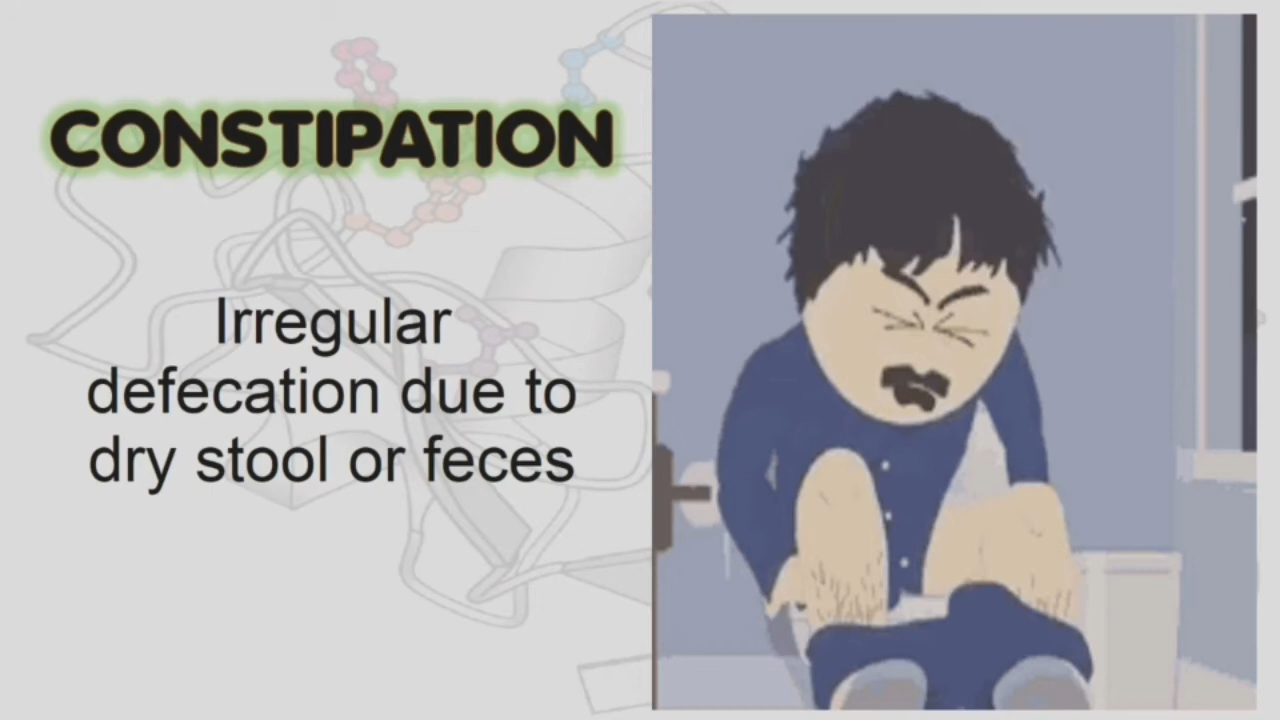 CONSTIPATION
Irregular
defecation due to
dry stool or feces